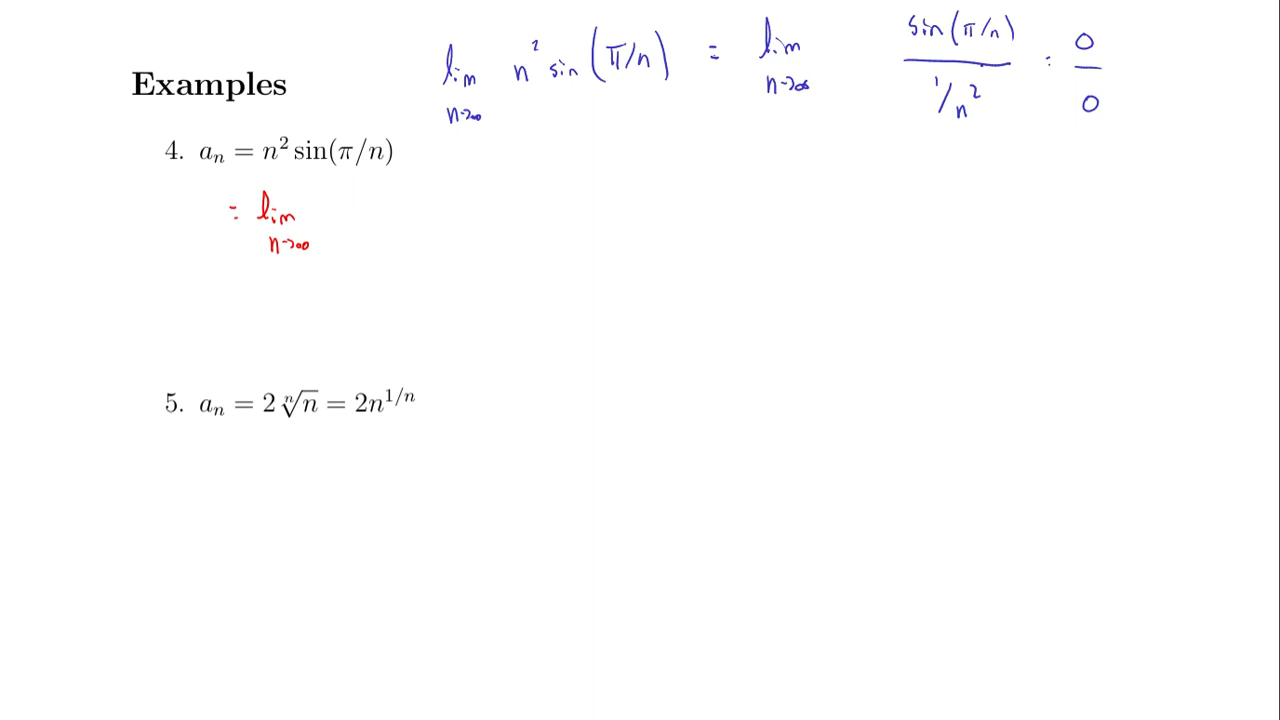 lim n→∞ n² sin(π/n) = lim n→∞ sin(π/n) / 1/n² : 0/0
Examples
4. aₙ = n² sin(π/n)
= lim n→∞
5. aₙ = 2 ⁿ√n = 2n^{1/n}